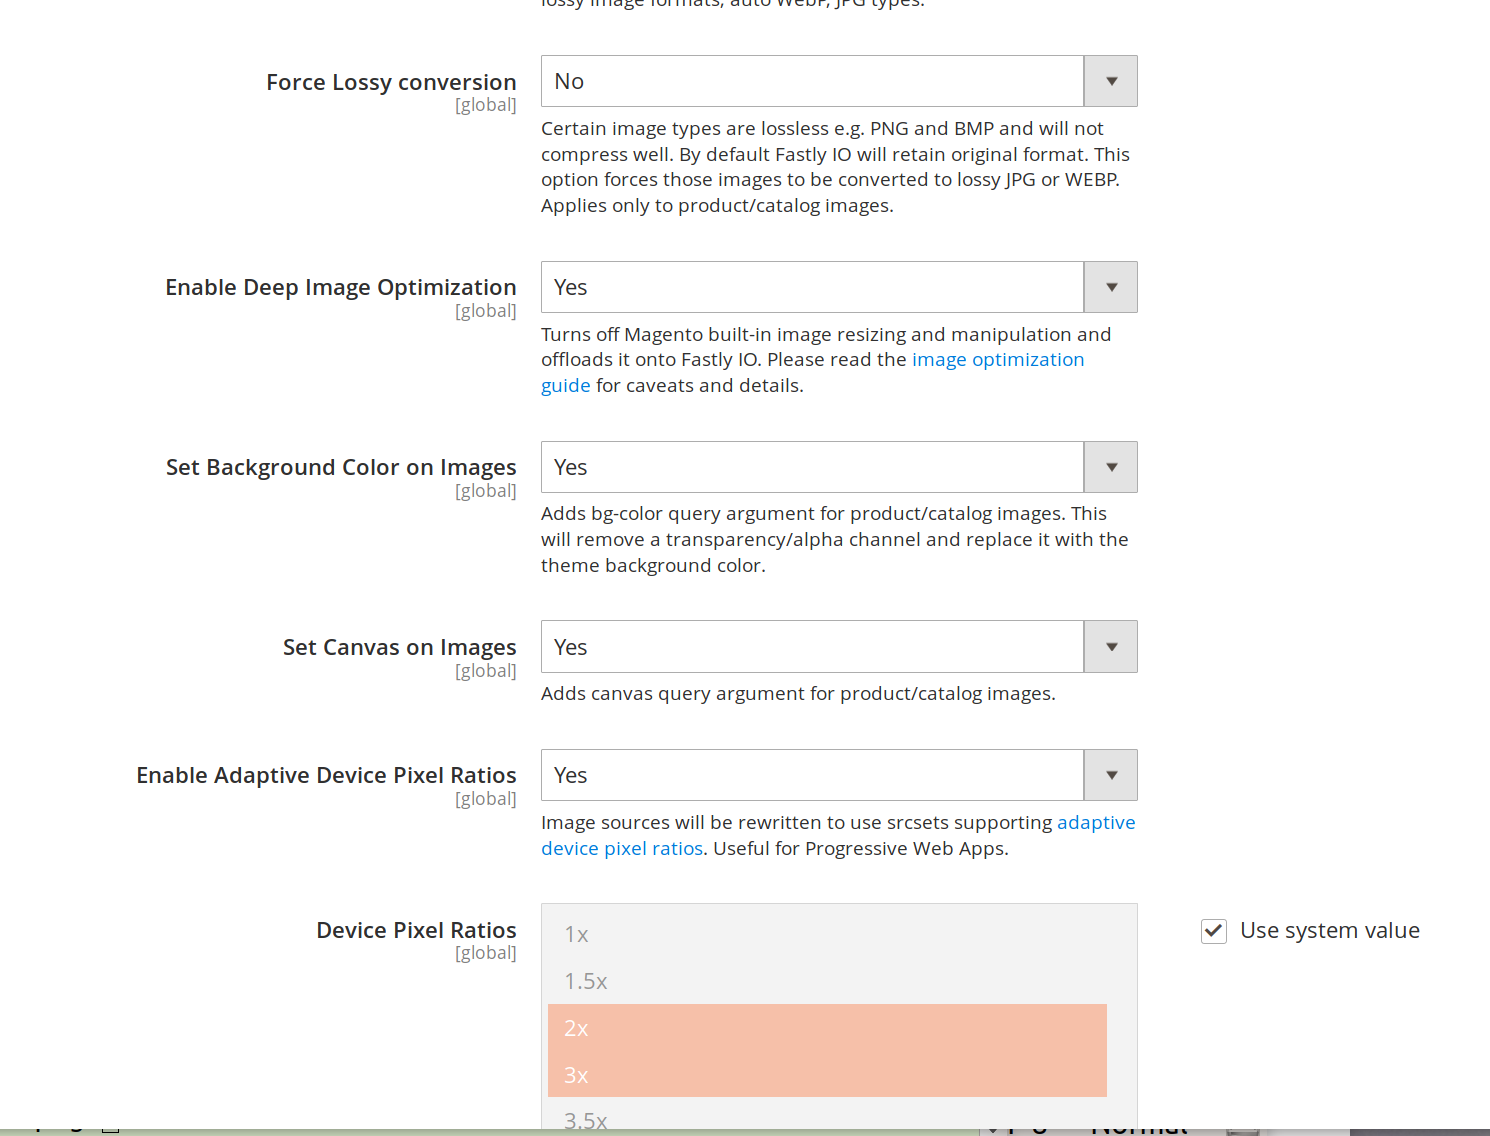 lossy image formats, auto WebP, JPG types.
Force Lossy conversion
[global]
No
Certain image types are lossless e.g. PNG and BMP and will not
compress well. By default Fastly IO will retain original format. This
option forces those images to be converted to lossy JPG or WEBP.
Applies only to product/catalog images.
Enable Deep Image Optimization
[global]
Yes
Turns off Magento built-in image resizing and manipulation and
offloads it onto Fastly IO. Please read the image optimization
guide for caveats and details.
Set Background Color on Images
[global]
Yes
Adds bg-color query argument for product/catalog images. This
will remove a transparency/alpha channel and replace it with the
theme background color.
Set Canvas on Images
[global]
Yes
Adds canvas query argument for product/catalog images.
Enable Adaptive Device Pixel Ratios
[global]
Yes
Image sources will be rewritten to use srcsets supporting adaptive
device pixel ratios. Useful for Progressive Web Apps.
Device Pixel Ratios
[global]
1x
1.5x
2x
3x
3.5x
Use system value
Normal